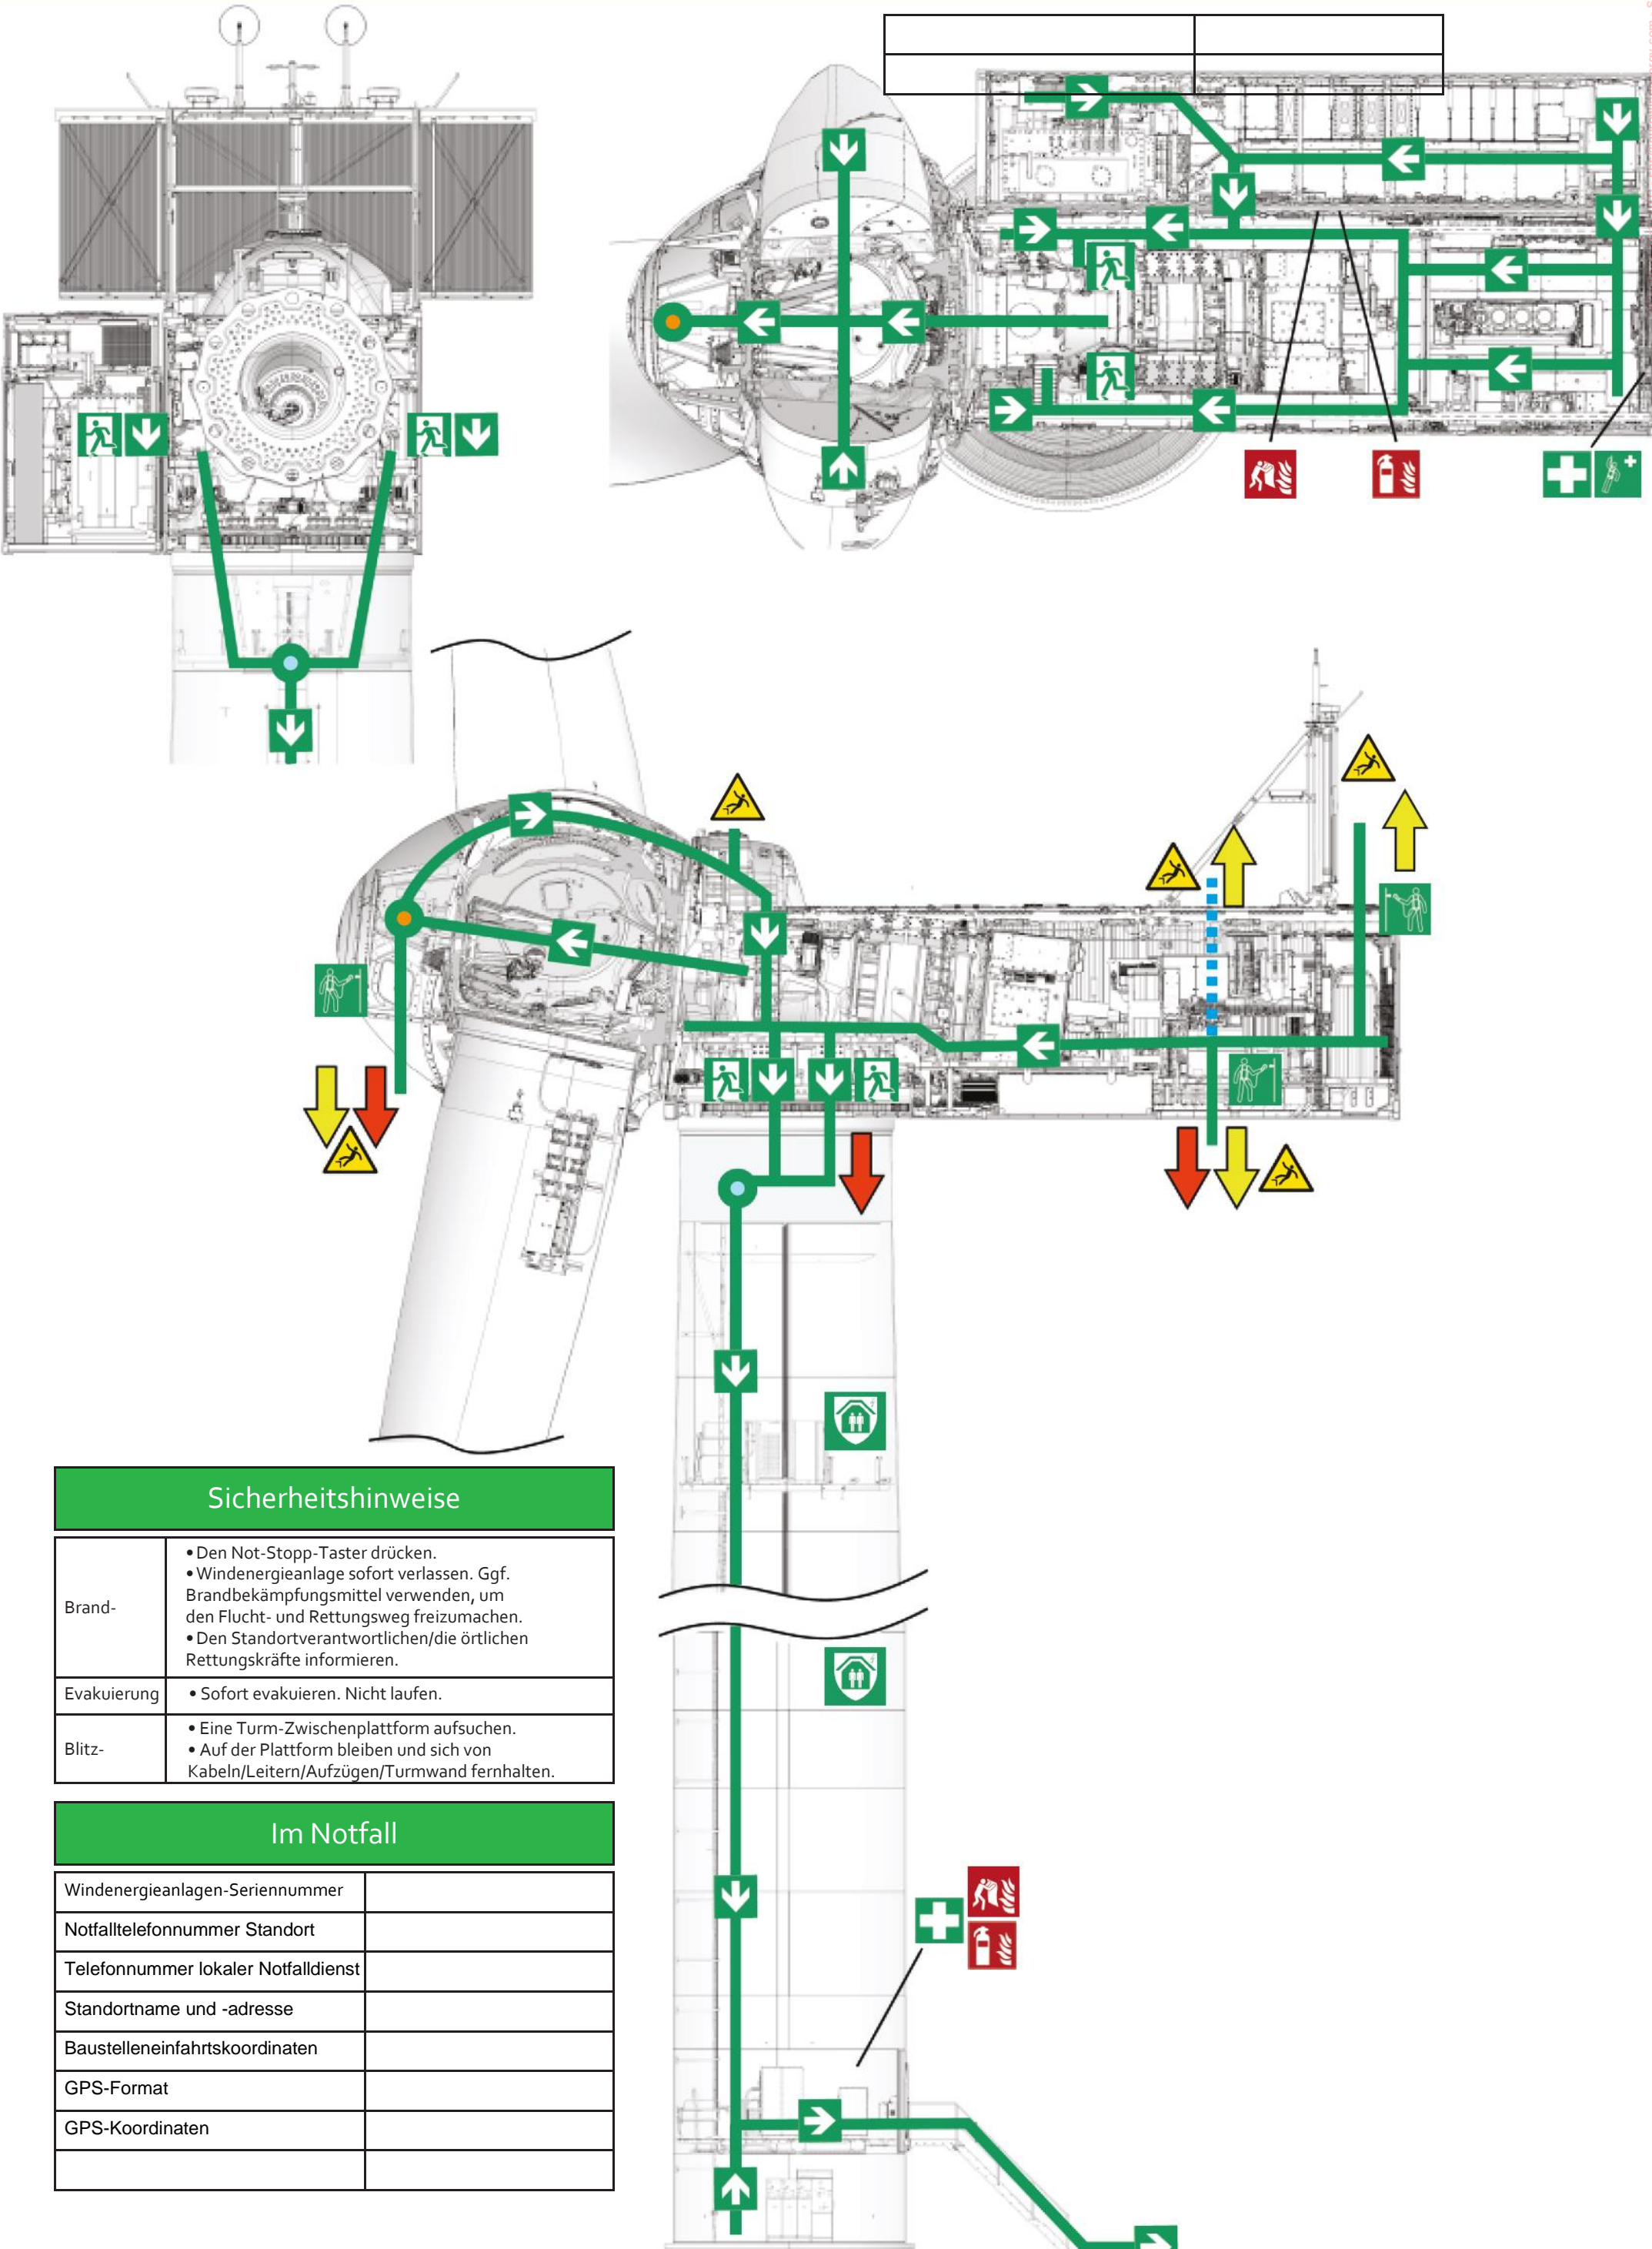 Sicherheitshinweise
Brand-
• Den Not-Stopp-Taster drücken.
• Windenergieanlage sofort verlassen. Ggf.
Brandbekämpfungsmittel verwenden, um
den Flucht- und Rettungsweg freizumachen.
• Den Standortverantwortlichen/die örtlichen
Rettungskräfte informieren.
Evakuierung
• Sofort evakuieren. Nicht laufen.
Blitz-
• Eine Turm-Zwischenplattform aufsuchen.
• Auf der Plattform bleiben und sich von
Kabeln/Leitern/Aufzügen/Turmwand fernhalten.
Im Notfall
Windenergieanlagen-Seriennummer
Notfalltelefonnummer Standort
Telefonnummer lokaler Notfalldienst
Standortname und -adresse
Baustelleneinfahrtskoordinaten
GPS-Format
GPS-Koordinaten